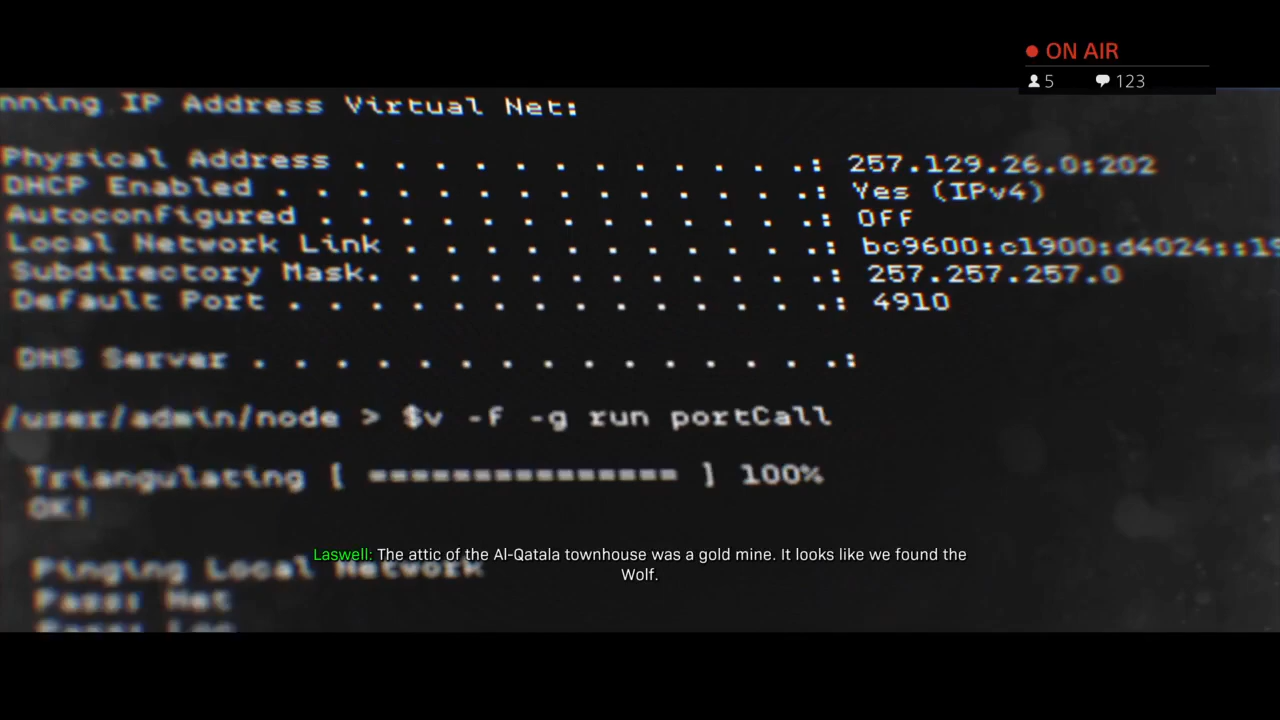 ON AIR
5 123
nning IP Address Virtual Net:
Physical Address . . . . . . . . . . . .: 257.129.26.0:202
DHCP Enabled . . . . . . . . . . . . . .: Yes (IPv4)
Autoconfigured . . . . . . . . . . . . .: Off
Local Network Link . . . . . . . . . . .: bc9600:c1900:d4024::19
Subdirectory Mask. . . . . . . . . . . .: 257.257.257.0
Default Port . . . . . . . . . . . . . .: 4910
DHS Server . . . . . . . . . . . . . . .:
/user/admin/node > $v -f -g run portCall
Triangulating [ =============== ] 100%
OK!
Laswell: The attic of the Al-Qatala townhouse was a gold mine. It looks like we found the
Wolf.
Pinging Local Network
Pass: Net
Pass: